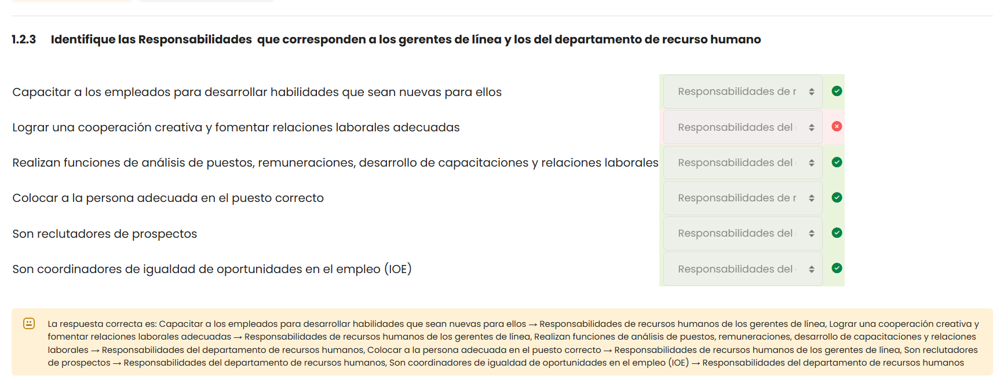 1.2.3 Identifique las Responsabilidades que corresponden a los gerentes de línea y los del departamento de recurso humano
Capacitar a los empleados para desarrollar habilidades que sean nuevas para ellos
Responsabilidades de r
Lograr una cooperación creativa y fomentar relaciones laborales adecuadas
Responsabilidades del
Realizan funciones de análisis de puestos, remuneraciones, desarrollo de capacitaciones y relaciones laborales
Responsabilidades del
Colocar a la persona adecuada en el puesto correcto
Responsabilidades de r
Son reclutadores de prospectos
Responsabilidades del
Son coordinadores de igualdad de oportunidades en el empleo (IOE)
Responsabilidades del
La respuesta correcta es: Capacitar a los empleados para desarrollar habilidades que sean nuevas para ellos → Responsabilidades de recursos humanos de los gerentes de línea, Lograr una cooperación creativa y
fomentar relaciones laborales adecuadas → Responsabilidades de recursos humanos de los gerentes de línea, Realizan funciones de análisis de puestos, remuneraciones, desarrollo de capacitaciones y relaciones
laborales → Responsabilidades del departamento de recursos humanos, Colocar a la persona adecuada en el puesto correcto → Responsabilidades de recursos humanos de los gerentes de línea, Son reclutadores
de prospectos → Responsabilidades del departamento de recursos humanos, Son coordinadores de igualdad de oportunidades en el empleo (IOE) → Responsabilidades del departamento de recursos humanos